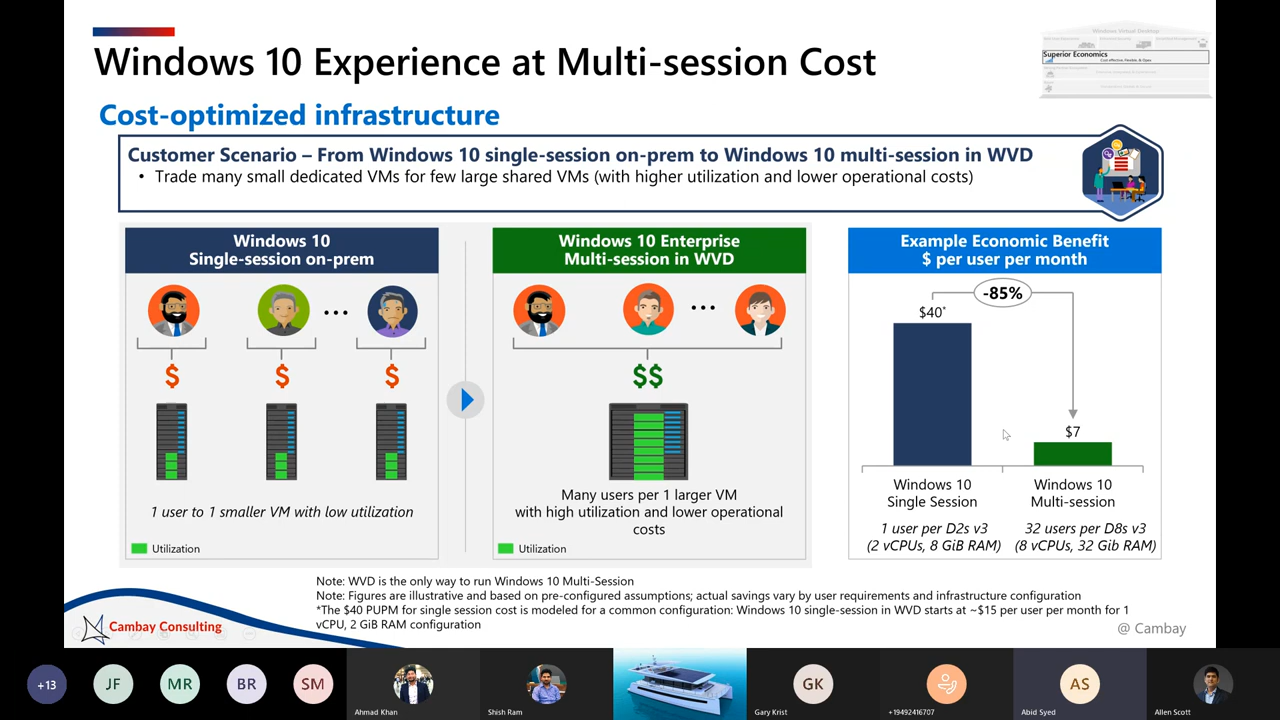 Windows 10 Experience at Multi-session Cost
Windows Virtual Desktop
Superior Economics
Cost effective, Flexible, & Open
Cost-optimized infrastructure
Customer Scenario – From Windows 10 single-session on-prem to Windows 10 multi-session in WVD
• Trade many small dedicated VMs for few large shared VMs (with higher utilization and lower operational costs)
Windows 10
Single-session on-prem
...
$ $ $
1 user to 1 smaller VM with low utilization
Utilization
Windows 10 Enterprise
Multi-session in WVD
...
$$
Many users per 1 larger VM
with high utilization and lower operational
costs
Utilization
Example Economic Benefit
$ per user per month
-85%
$40*
$7
Windows 10
Single Session
Windows 10
Multi-session
1 user per D2s v3
(2 vCPUs, 8 GiB RAM)
32 users per D8s v3
(8 vCPUs, 32 Gib RAM)
Note: WVD is the only way to run Windows 10 Multi-Session
Note: Figures are illustrative and based on pre-configured assumptions; actual savings vary by user requirements and infrastructure configuration
*The $40 PUPM for single session cost is modeled for a common configuration: Windows 10 single-session in WVD starts at ~$15 per user per month for 1
vCPU, 2 GiB RAM configuration
Cambay Consulting
@ Cambay
+13
JF
MR
BR
SM
Ahmad Khan
Shish Ram
GK
Gary Krist
+19492416707
AS
Abid Syed
Allen Scott